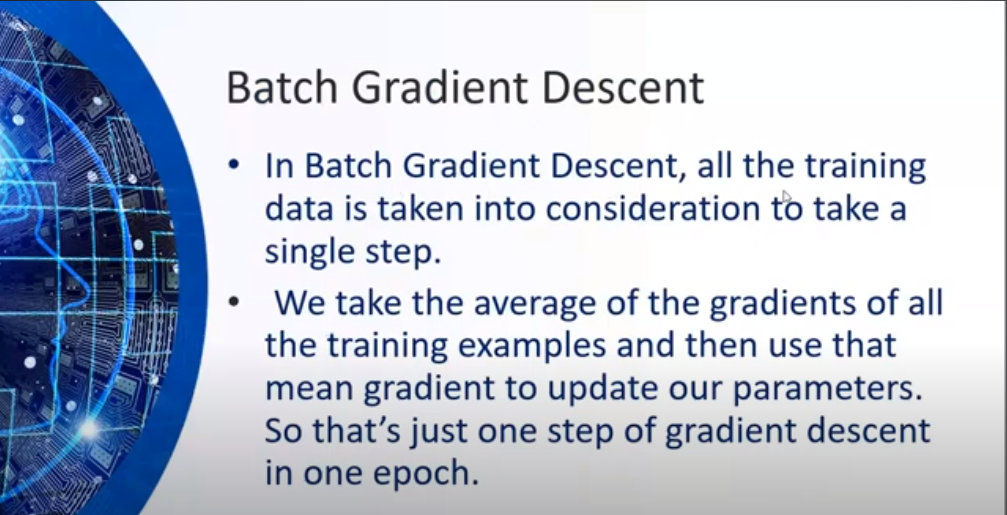 Batch Gradient Descent
• In Batch Gradient Descent, all the training
data is taken into consideration to take a
single step.
• We take the average of the gradients of all
the training examples and then use that
mean gradient to update our parameters.
So that’s just one step of gradient descent
in one epoch.